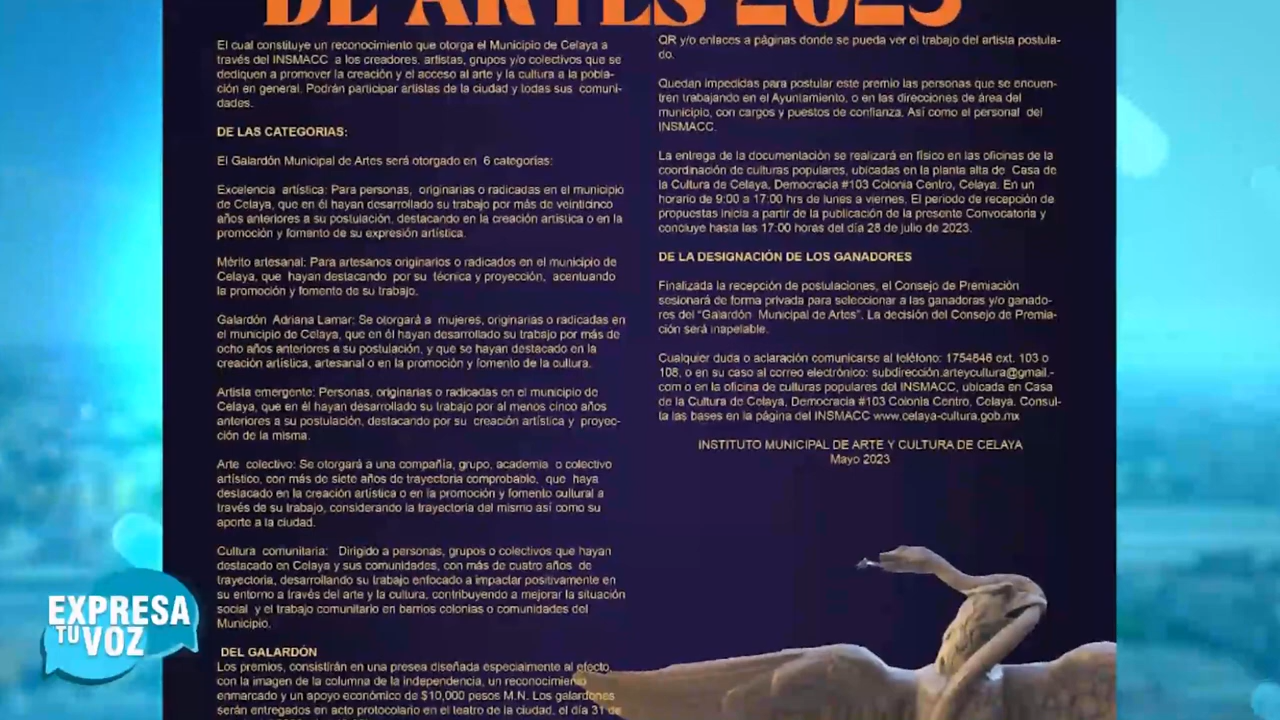 DE ARTES 2023
El cual constituye un reconocimiento que otorga el Municipio de Celaya a
través del INSMACC a los creadores, artistas, grupos y/o colectivos que se
dediquen a promover la creación y el acceso al arte y la cultura a la pobla-
ción en general. Podrán participar artistas de la ciudad y todas sus comuni-
dades.
DE LAS CATEGORIAS:
El Galardón Municipal de Artes será otorgado en 6 categorías:
Excelencia artística: Para personas, originarias o radicadas en el municipio
de Celaya, que en él hayan desarrollado su trabajo por más de veinticinco
años anteriores a su postulación, destacando en la creación artística o en la
promoción y fomento de su expresión artística.
Mérito artesanal: Para artesanos originarios o radicados en el municipio de
Celaya, que hayan destacando por su técnica y proyección, acentuando
la promoción y fomento de su trabajo.
Galardón Adriana Lamar: Se otorgará a mujeres, originarias o radicadas en
el municipio de Celaya, que en él hayan desarrollado su trabajo por más de
ocho años anteriores a su postulación, y que se hayan destacado en la
creación artística, artesanal o en la promoción y fomento de la cultura.
Artista emergente: Personas, originarias o radicadas en el municipio de
Celaya, que en él hayan desarrollado su trabajo por al menos cinco años
anteriores a su postulación, destacando por su creación artística y proyec-
ción de la misma.
Arte colectivo: Se otorgará a una compañía, grupo, academia o colectivo
artístico, con más de siete años de trayectoria comprobable, que haya
destacado en la creación artística o en la promoción y fomento cultural a
través de su trabajo, considerando la trayectoria del mismo así como su
aporte a la ciudad.
Cultura comunitaria: Dirigido a personas, grupos o colectivos que hayan
destacado en Celaya y sus comunidades, con más de cuatro años de
trayectoria, desarrollando su trabajo enfocado a impactar positivamente en
su entorno a través del arte y la cultura, contribuyendo a mejorar la situación
social y el trabajo comunitario en barrios colonias o comunidades del
Municipio.
DEL GALARDÓN
Los premios, consistirán en una presea diseñada especialmente al efecto,
con la imagen de la columna de la independencia, un reconocimiento
enmarcado y un apoyo económico de $10,000 pesos M.N. Los galardones
serán entregados en acto protocolario en el teatro de la ciudad, el día 31 de
QR y/o enlaces a páginas donde se pueda ver el trabajo del artista postula-
do.
Quedan impedidas para postular este premio las personas que se encuen-
tren trabajando en el Ayuntamiento, o en las direcciones de área del
municipio, con cargos y puestos de confianza. Así como el personal del
INSMACC.
La entrega de la documentación se realizará en físico en las oficinas de la
coordinación de culturas populares, ubicadas en la planta alta de Casa de
la Cultura de Celaya, Democracia #103 Colonia Centro, Celaya. En un
horario de 9:00 a 17:00 hrs de lunes a viernes. El periodo de recepción de
propuestas inicia a partir de la publicación de la presente Convocatoria y
concluye hasta las 17:00 horas del día 28 de julio de 2023.
DE LA DESIGNACIÓN DE LOS GANADORES
Finalizada la recepción de postulaciones, el Consejo de Premiación
sesionará de forma privada para seleccionar a las ganadoras y/o ganado-
res del "Galardón Municipal de Artes". La decisión del Consejo de Premia-
ción será inapelable.
Cualquier duda o aclaración comunicarse al teléfono: 1754846 ext. 103 o
108, o en su caso al correo electrónico: subdirección.arteycultura@gmail.-
com o en la oficina de culturas populares del INSMACC, ubicada en Casa
de la Cultura de Celaya, Democracia #103 Colonia Centro, Celaya. Consul-
ta las bases en la página del INSMACC www.celaya-cultura.gob.mx
INSTITUTO MUNICIPAL DE ARTE Y CULTURA DE CELAYA
Mayo 2023
EXPRESA
TU VOZ